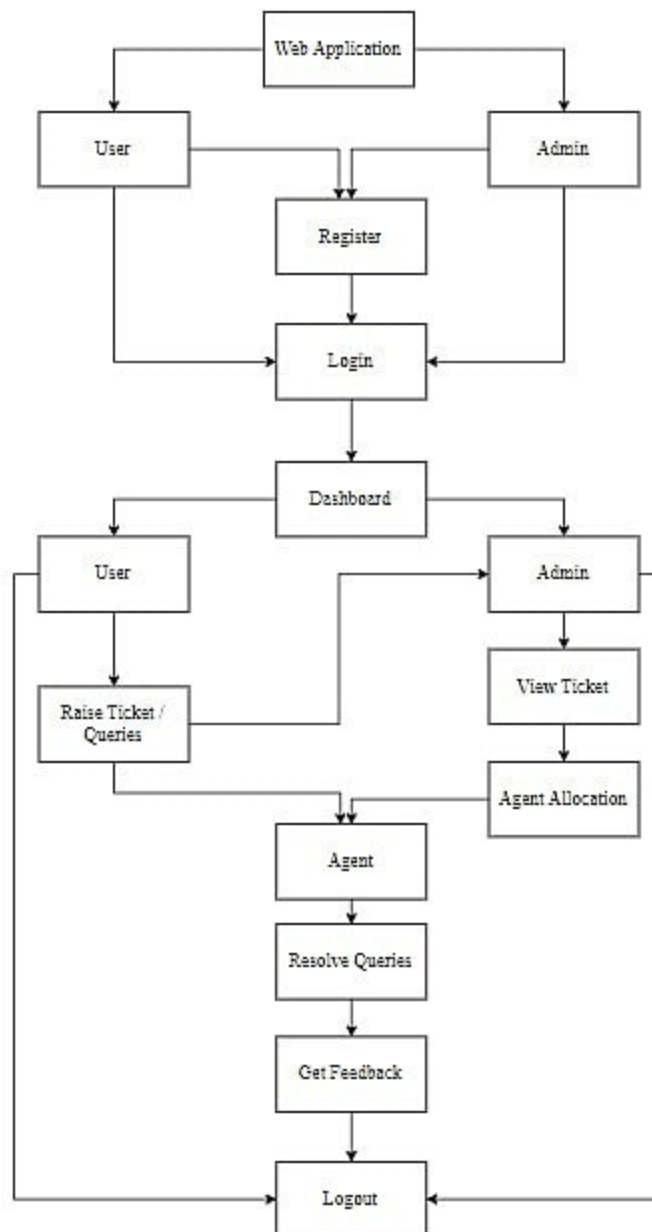 Web Application
User
Admin
Register
Login
Dashboard
User
Admin
View Ticket
Raise Ticket /
Queries
Agent Allocation
Agent
Resolve Queries
Get Feedback
Logout